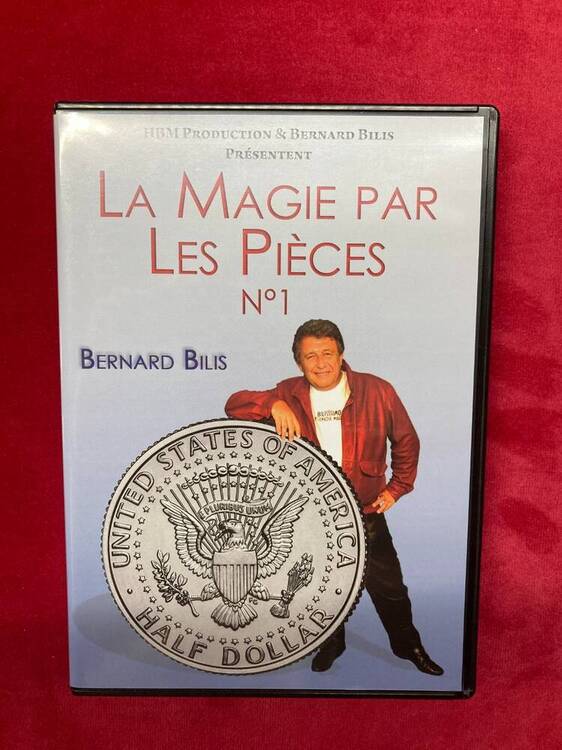 HBM PRODUCTION & BERNARD BILIS
PRÉSENTENT
LA MAGIE PAR
LES PIÈCES
N°1
BERNARD BILIS
UNITED STATES OF AMERICA
PLURIBUS UNUM
HALF DOLLAR